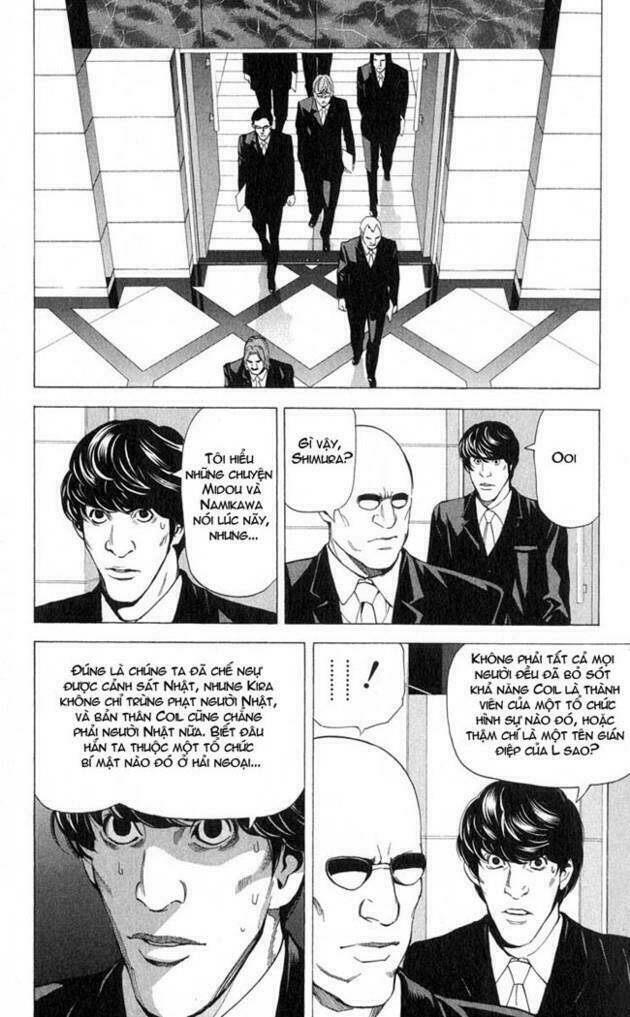 OOI
GÌ VẬY,
SHIMURA?
TÔI HIỂU
NHỮNG CHUYỆN
MIDOU VÀ
NAMIKAWA
NÓI LÚC NÃY,
NHƯNG...
KHÔNG PHẢI TẤT CẢ MỌI
NGƯỜI ĐỀU ĐÃ BỎ SÓT
KHẢ NĂNG COIL LÀ THÀNH
VIÊN CỦA MỘT TỔ CHỨC
HÌNH SỰ NÀO ĐÓ, HOẶC
THẬM CHÍ LÀ MỘT TÊN GIÁN
ĐIỆP CỦA L SAO?
......!
ĐÚNG LÀ CHÚNG TA ĐÃ CHẾ NGỰ
ĐƯỢC CẢNH SÁT NHẬT, NHƯNG KIRA
KHÔNG CHỈ TRỪNG PHẠT NGƯỜI NHẬT,
VÀ BẢN THÂN COIL CŨNG CHẲNG
PHẢI NGƯỜI NHẬT NỮA. BIẾT ĐÂU
HẮN TA THUỘC MỘT TỔ CHỨC
BÍ MẬT NÀO ĐÓ Ở HẢI NGOẠI...